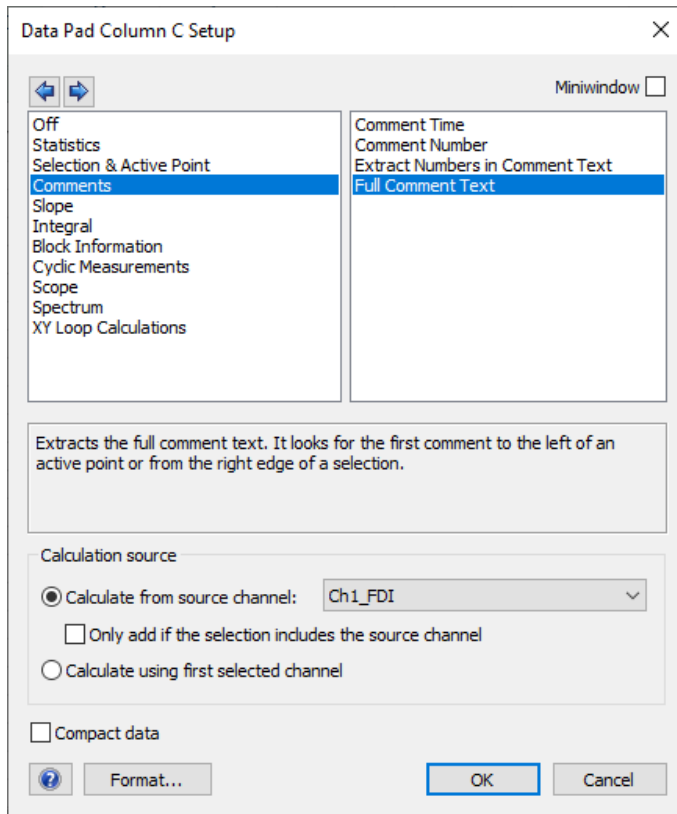 Data Pad Column C Setup
Miniwindow
Off
Statistics
Selection & Active Point
Comments
Slope
Integral
Block Information
Cyclic Measurements
Scope
Spectrum
XY Loop Calculations
Comment Time
Comment Number
Extract Numbers in Comment Text
Full Comment Text
Extracts the full comment text. It looks for the first comment to the left of an
active point or from the right edge of a selection.
Calculation source
Calculate from source channel: Ch1_FDI
Only add if the selection includes the source channel
Calculate using first selected channel
Compact data
? Format... OK Cancel